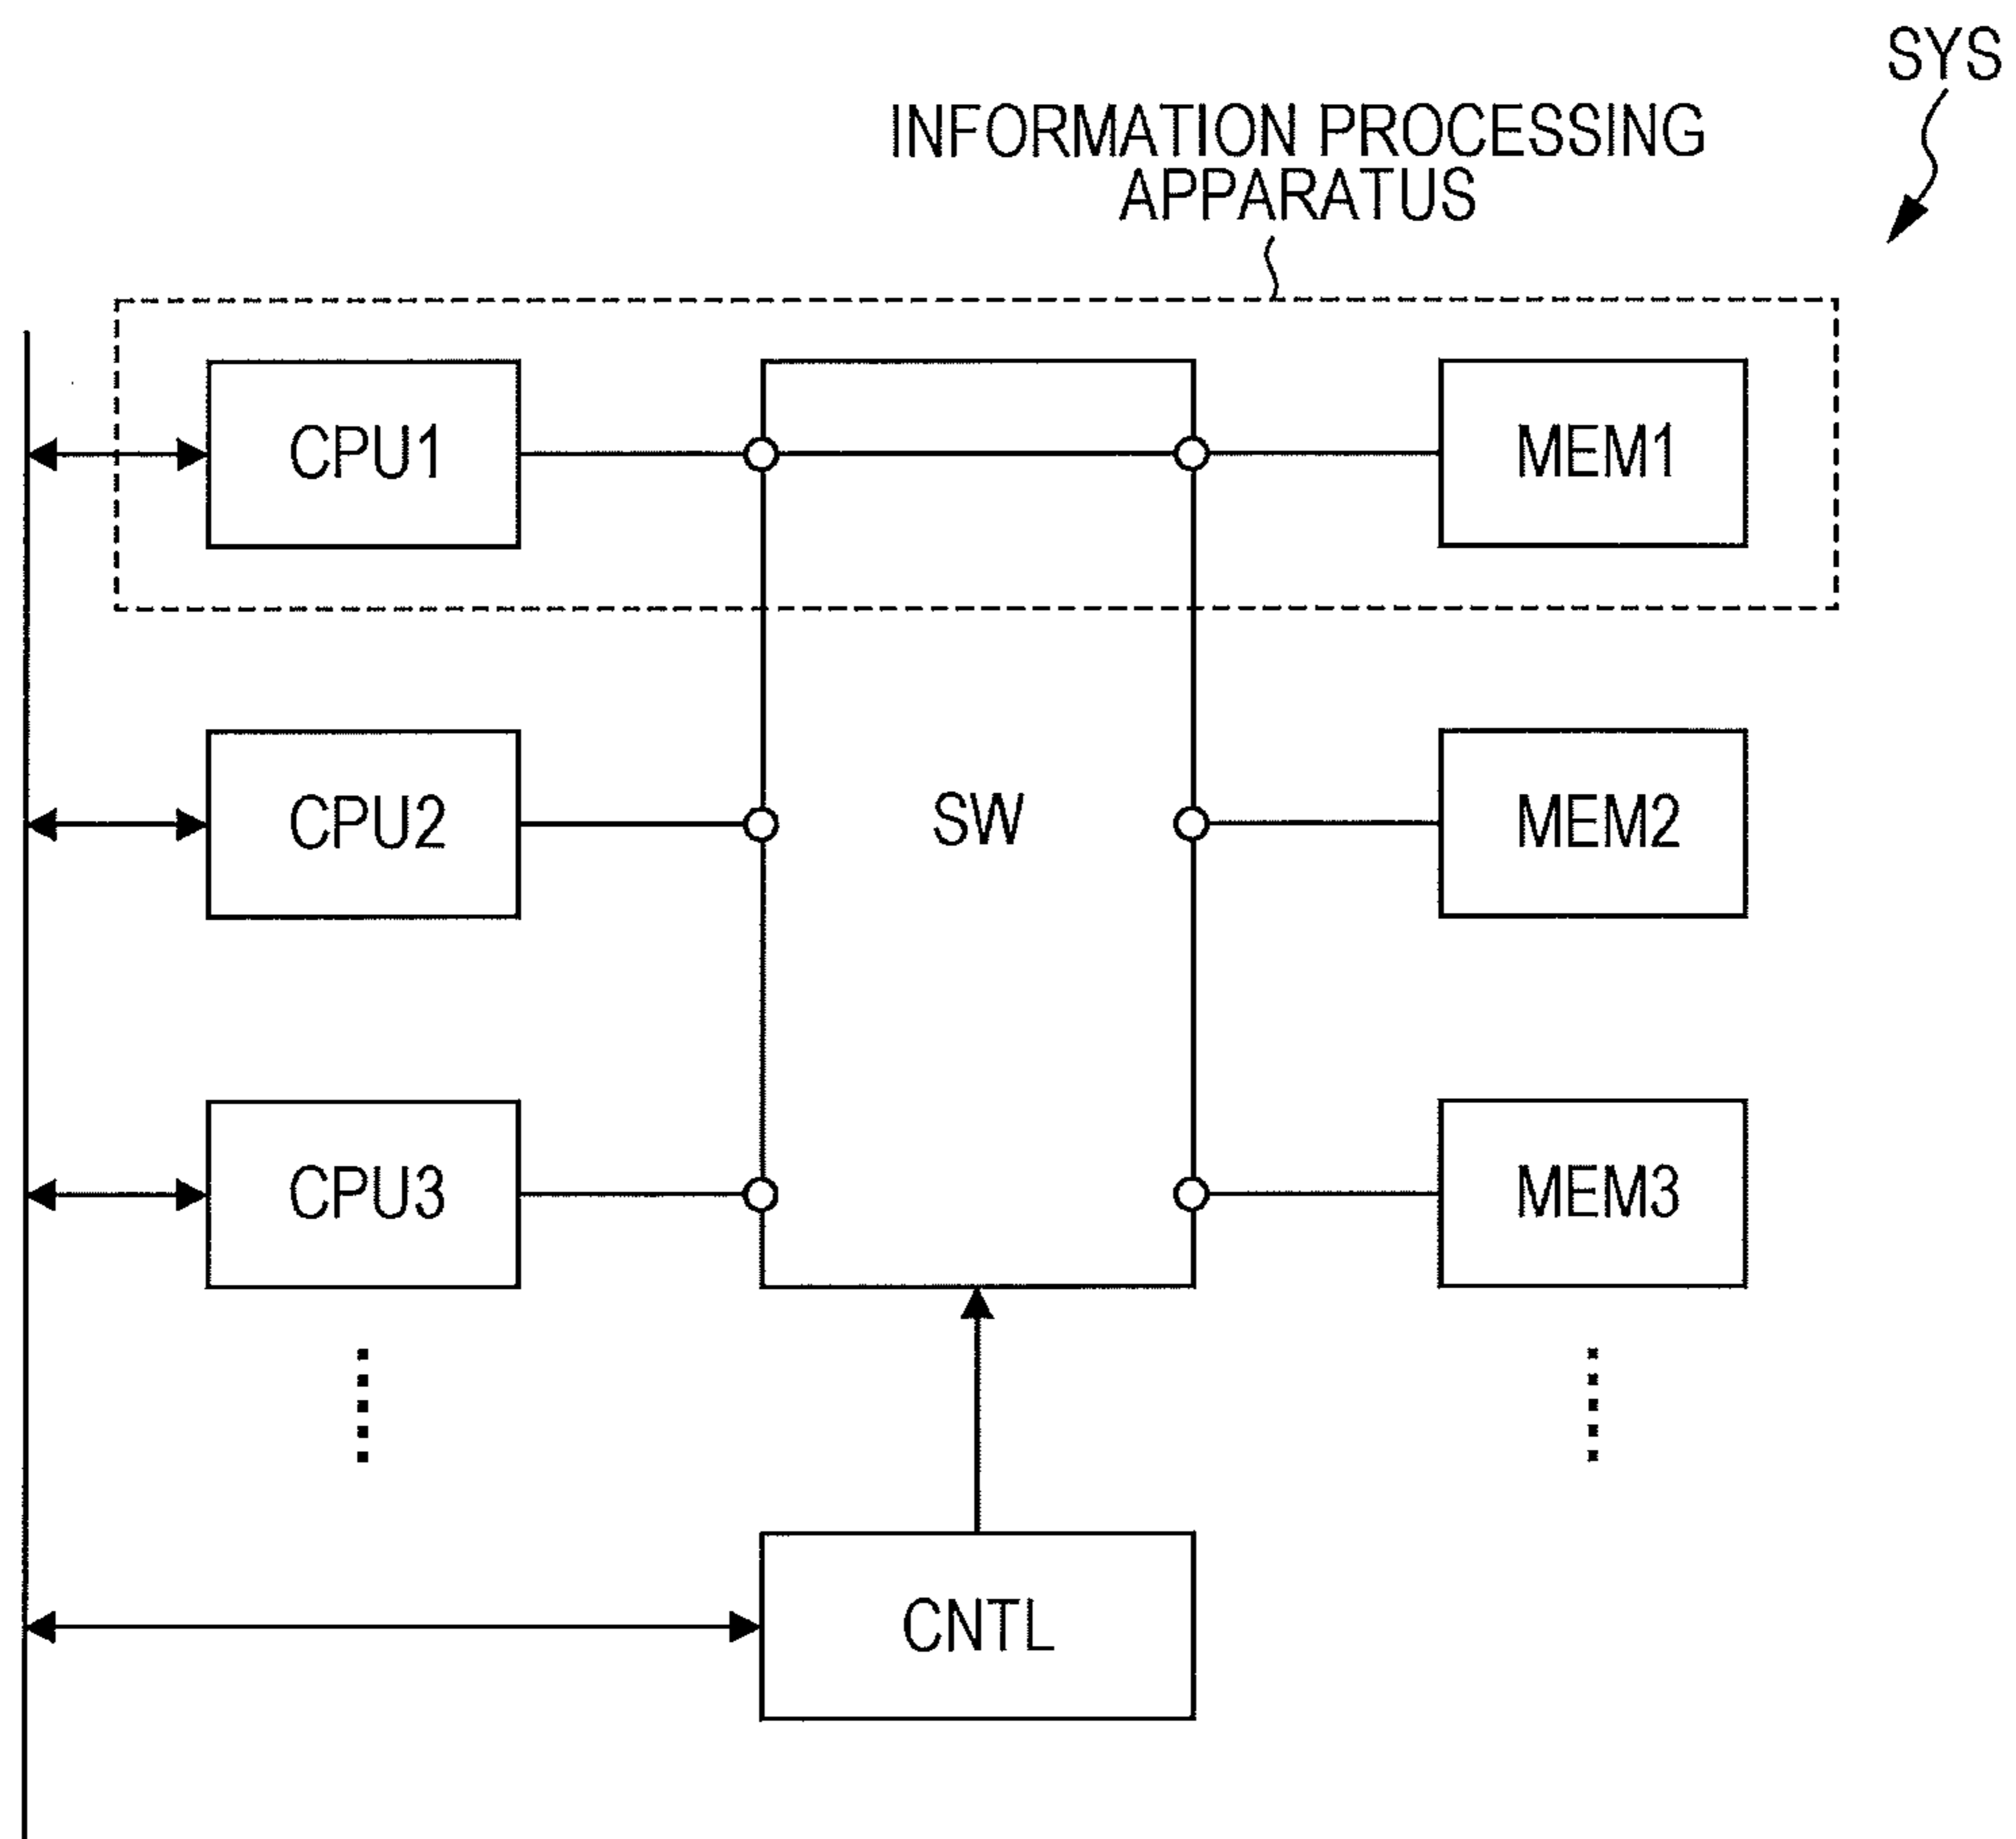 SYS
INFORMATION PROCESSING
APPARATUS
CPU1
MEM1
CPU2
SW
MEM2
CPU3
MEM3
CNTL